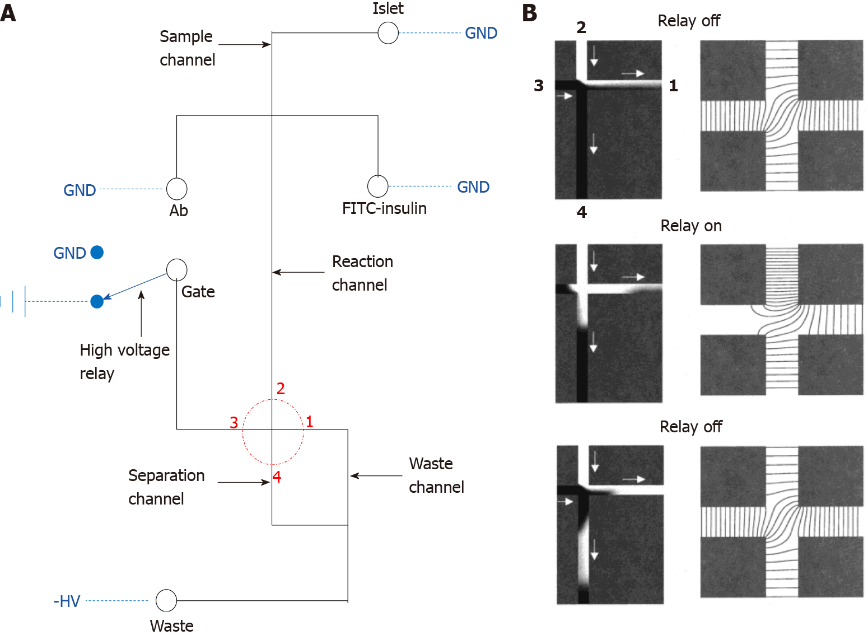 A
Islet
GND
Sample
channel
GND
Ab
GND
FITC-insulin
GND
Gate
Reaction
channel
High voltage
relay
2
3
1
4
Separation
channel
Waste
channel
-HV
Waste
B
Relay off
2
3
1
4
Relay on
Relay off